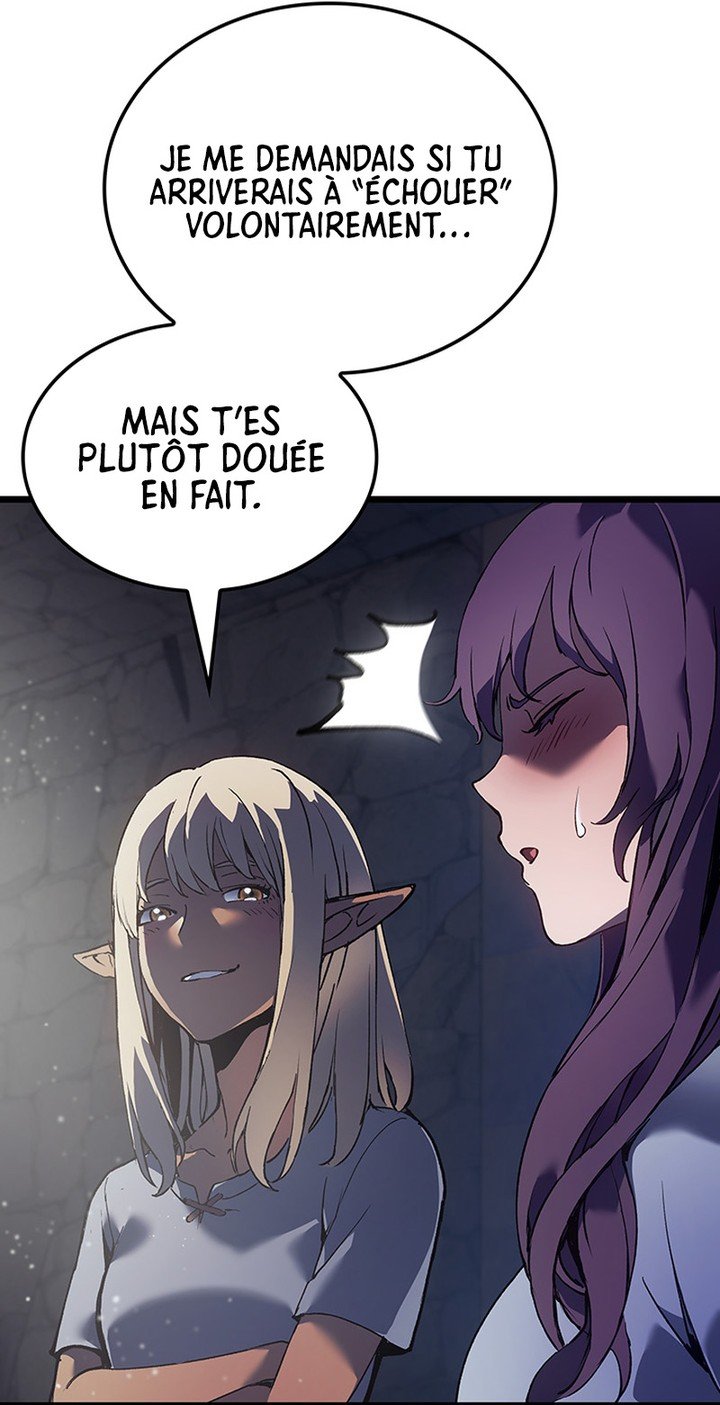 JE ME DEMANDAIS SI TU
ARRIVERAIS À "ÉCHOUER"
VOLONTAIREMENT...
MAIS T'ES
PLUTÔT DOUÉE
EN FAIT.